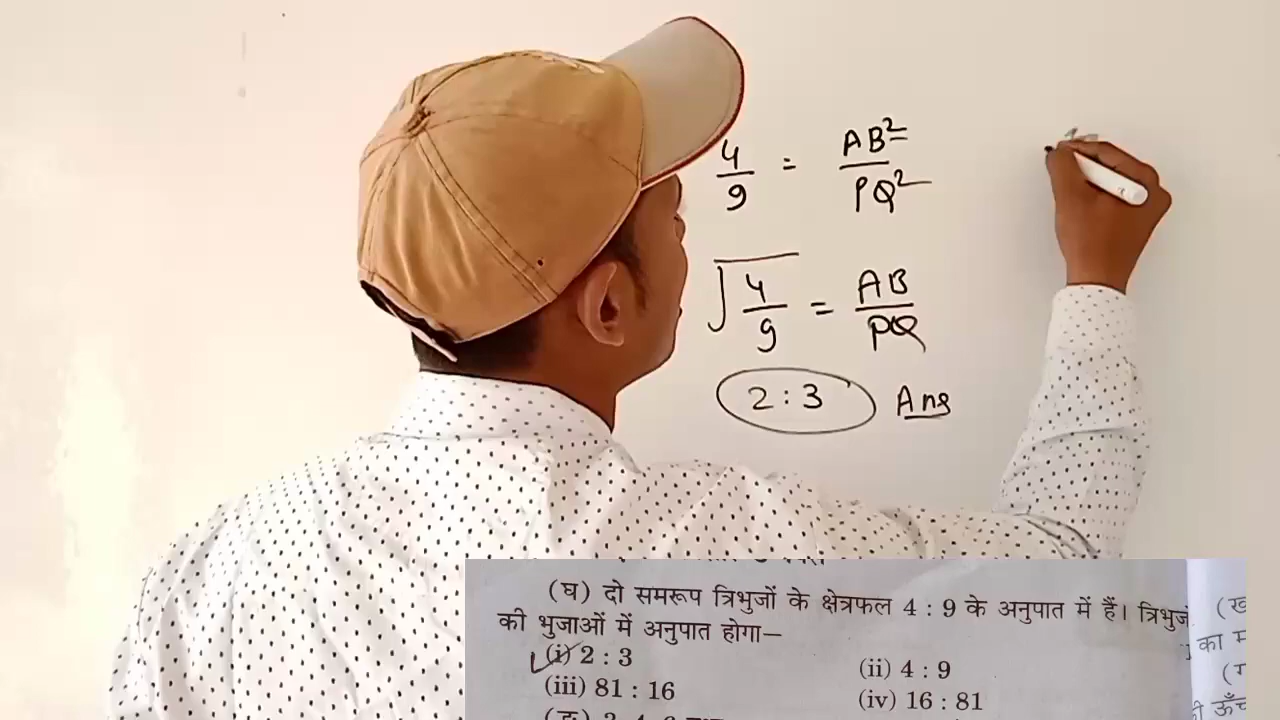 4/9 = AB²/PQ²
√4/9 = AB/PQ
2 : 3 Ans
(घ) दो समरूप त्रिभुजों के क्षेत्रफल 4 : 9 के अनुपात में हैं। त्रिभुजों
की भुजाओं में अनुपात होगा—
(i) 2 : 3
(ii) 4 : 9
(iii) 81 : 16
(iv) 16 : 81